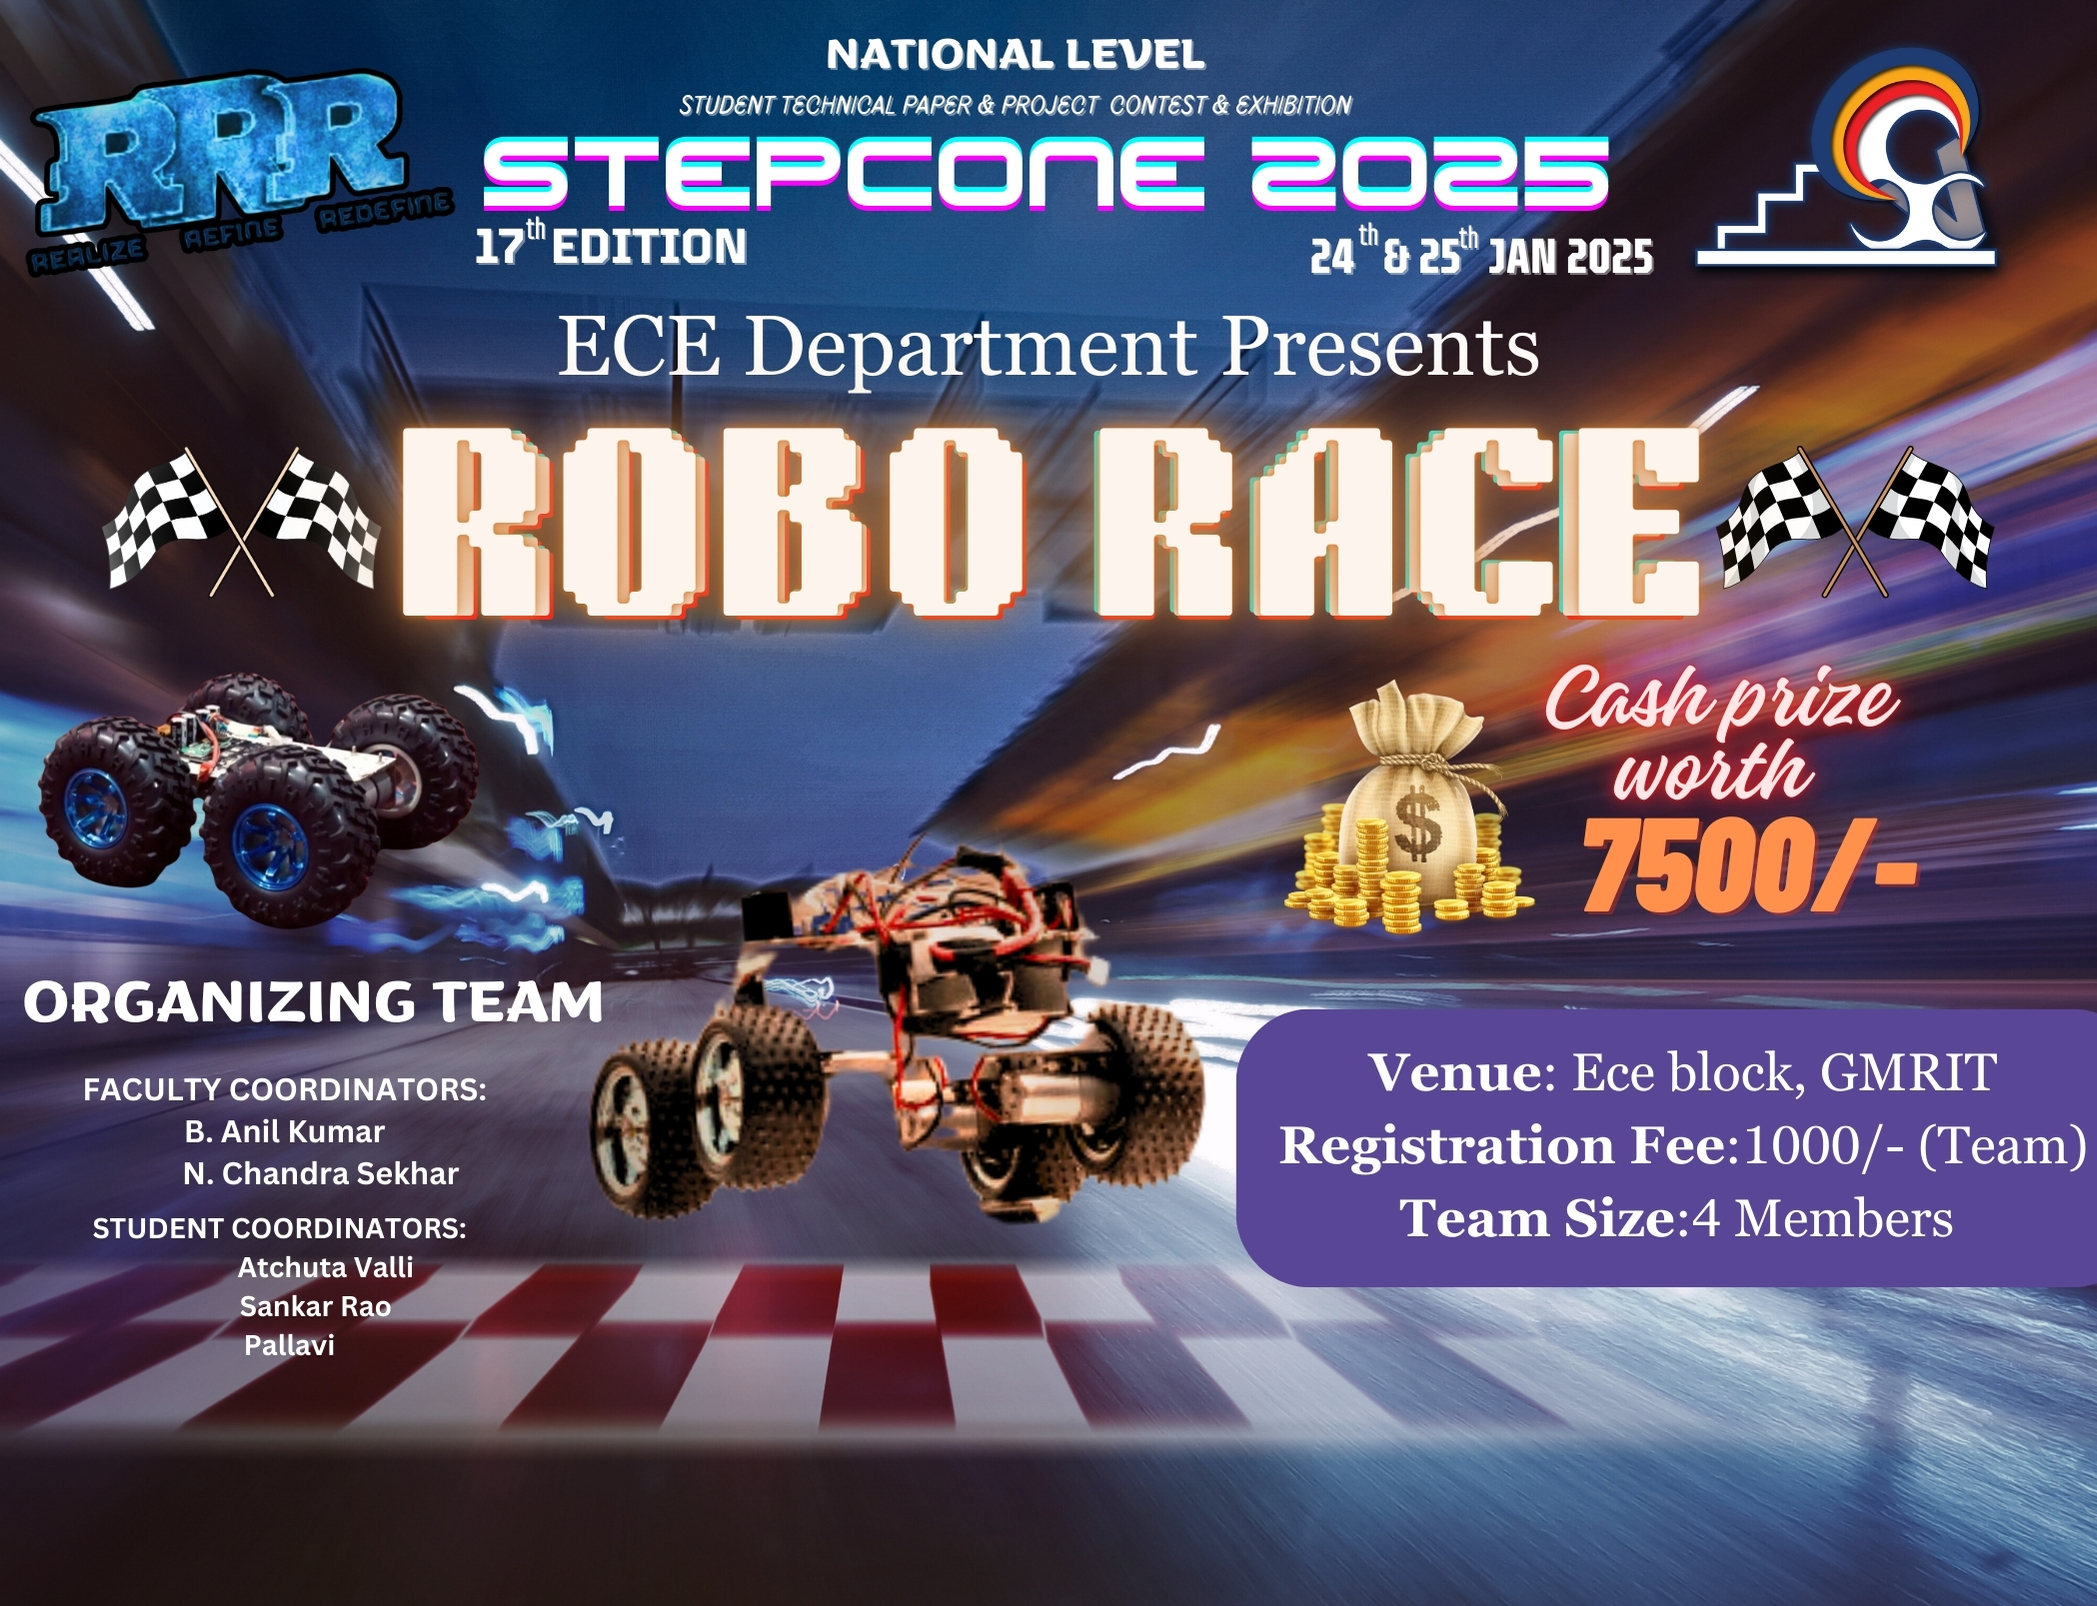 NATIONAL LEVEL
STUDENT TECHNICAL PAPER & PROJECT CONTEST & EXHIBITION
RRR
REALIZE REFINE REDEFINE
STEPCONE 2025
17th EDITION
24th & 25th JAN 2025
ECE Department Presents
ROBO RACE
Cash prize
worth
7500/-
$
ORGANIZING TEAM
FACULTY COORDINATORS:
B. Anil Kumar
N. Chandra Sekhar
STUDENT COORDINATORS:
Atchuta Valli
Sankar Rao
Pallavi
Venue: Ece block, GMRIT
Registration Fee:1000/- (Team)
Team Size:4 Members